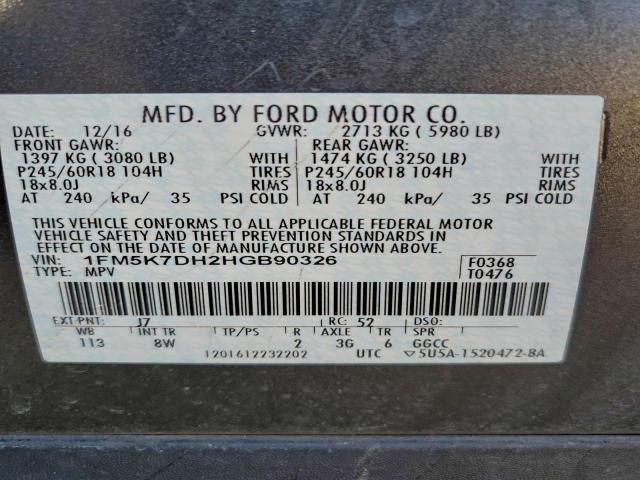 MFD. BY FORD MOTOR CO.
DATE: 12/16 GVWR: 2713 KG ( 5980 LB)
FRONT GAWR: REAR GAWR:
1397 KG ( 3080 LB) WITH 1474 KG ( 3250 LB) WITH
P245/60R18 104H TIRES P245/60R18 104H TIRES
18x8.0J RIMS 18x8.0J RIMS
AT 240 kPa/ 35 PSI COLD AT 240 kPa/ 35 PSI COLD
THIS VEHICLE CONFORMS TO ALL APPLICABLE FEDERAL MOTOR
VEHICLE SAFETY AND THEFT PREVENTION STANDARDS IN
EFFECT ON THE DATE OF MANUFACTURE SHOWN ABOVE.
VIN: 1FM5K7DH2HGB90326 F0368
TYPE: MPV T0476
EXT PNT: J7 RC: 52 DSO:
WB INT TR TP/PS R AXLE TR SPR
113 8W 2 3G 6 GGCC
1201612232202 UTC ▽5U5A-1520472-BA